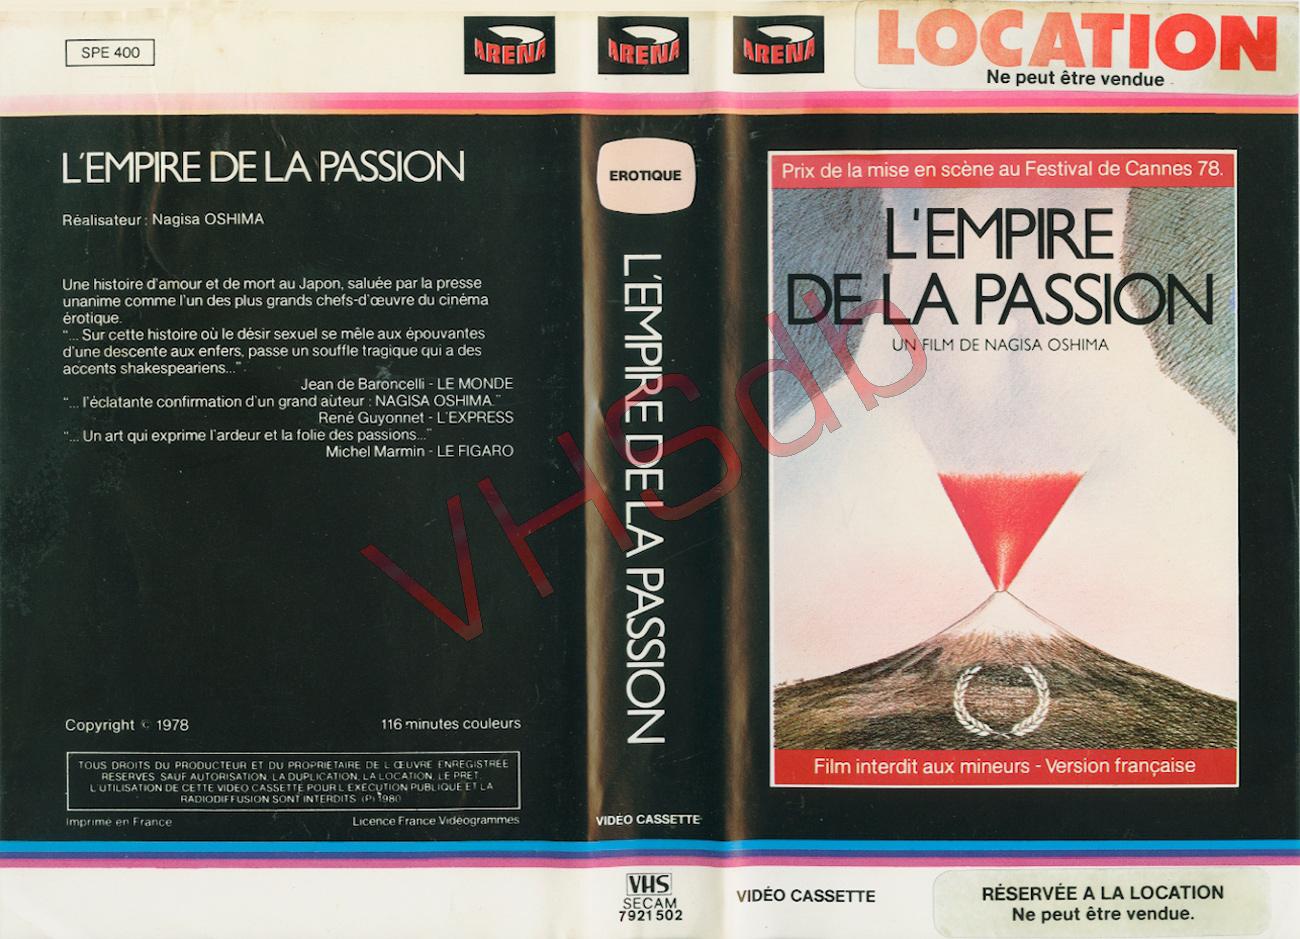 SPE 400
ARENA
L'EMPIRE DE LA PASSION
Réalisateur : Nagisa OSHIMA
Une histoire d'amour et de mort au Japon, saluée par la presse
unanime comme l'un des plus grands chefs-d'œuvre du cinéma
érotique.
"... Sur cette histoire où le désir sexuel se mêle aux épouvantes
d'une descente aux enfers, passe un souffle tragique qui a des
accents shakespeariens..."
Jean de Baroncelli - LE MONDE
"... l'éclatante confirmation d'un grand auteur : NAGISA OSHIMA."
René Guyonnet - L'EXPRESS
"... Un art qui exprime l'ardeur et la folie des passions..."
Michel Marmin - LE FIGARO
Copyright © 1978
116 minutes couleurs
TOUS DROITS DU PRODUCTEUR ET DU PROPRIETAIRE DE L'ŒUVRE ENREGISTREE
RESERVES SAUF AUTORISATION, LA DUPLICATION, LA LOCATION, LE PRET,
L'UTILISATION DE CETTE VIDEO CASSETTE POUR L'EXECUTION PUBLIQUE ET LA
RADIODIFFUSION SONT INTERDITS (P) 1980
Imprimé en France
Licence France Vidéogrammes
ARENA
EROTIQUE
L'EMPIRE DE LA PASSION
VIDÉO CASSETTE
VHS
SECAM
7921502
ARENA
LOCATION
Ne peut être vendue
Prix de la mise en scène au Festival de Cannes 78.
L'EMPIRE
DE LA PASSION
UN FILM DE NAGISA OSHIMA
Film interdit aux mineurs - Version française
VIDÉO CASSETTE
RÉSERVÉE A LA LOCATION
Ne peut être vendue.
VHSdb